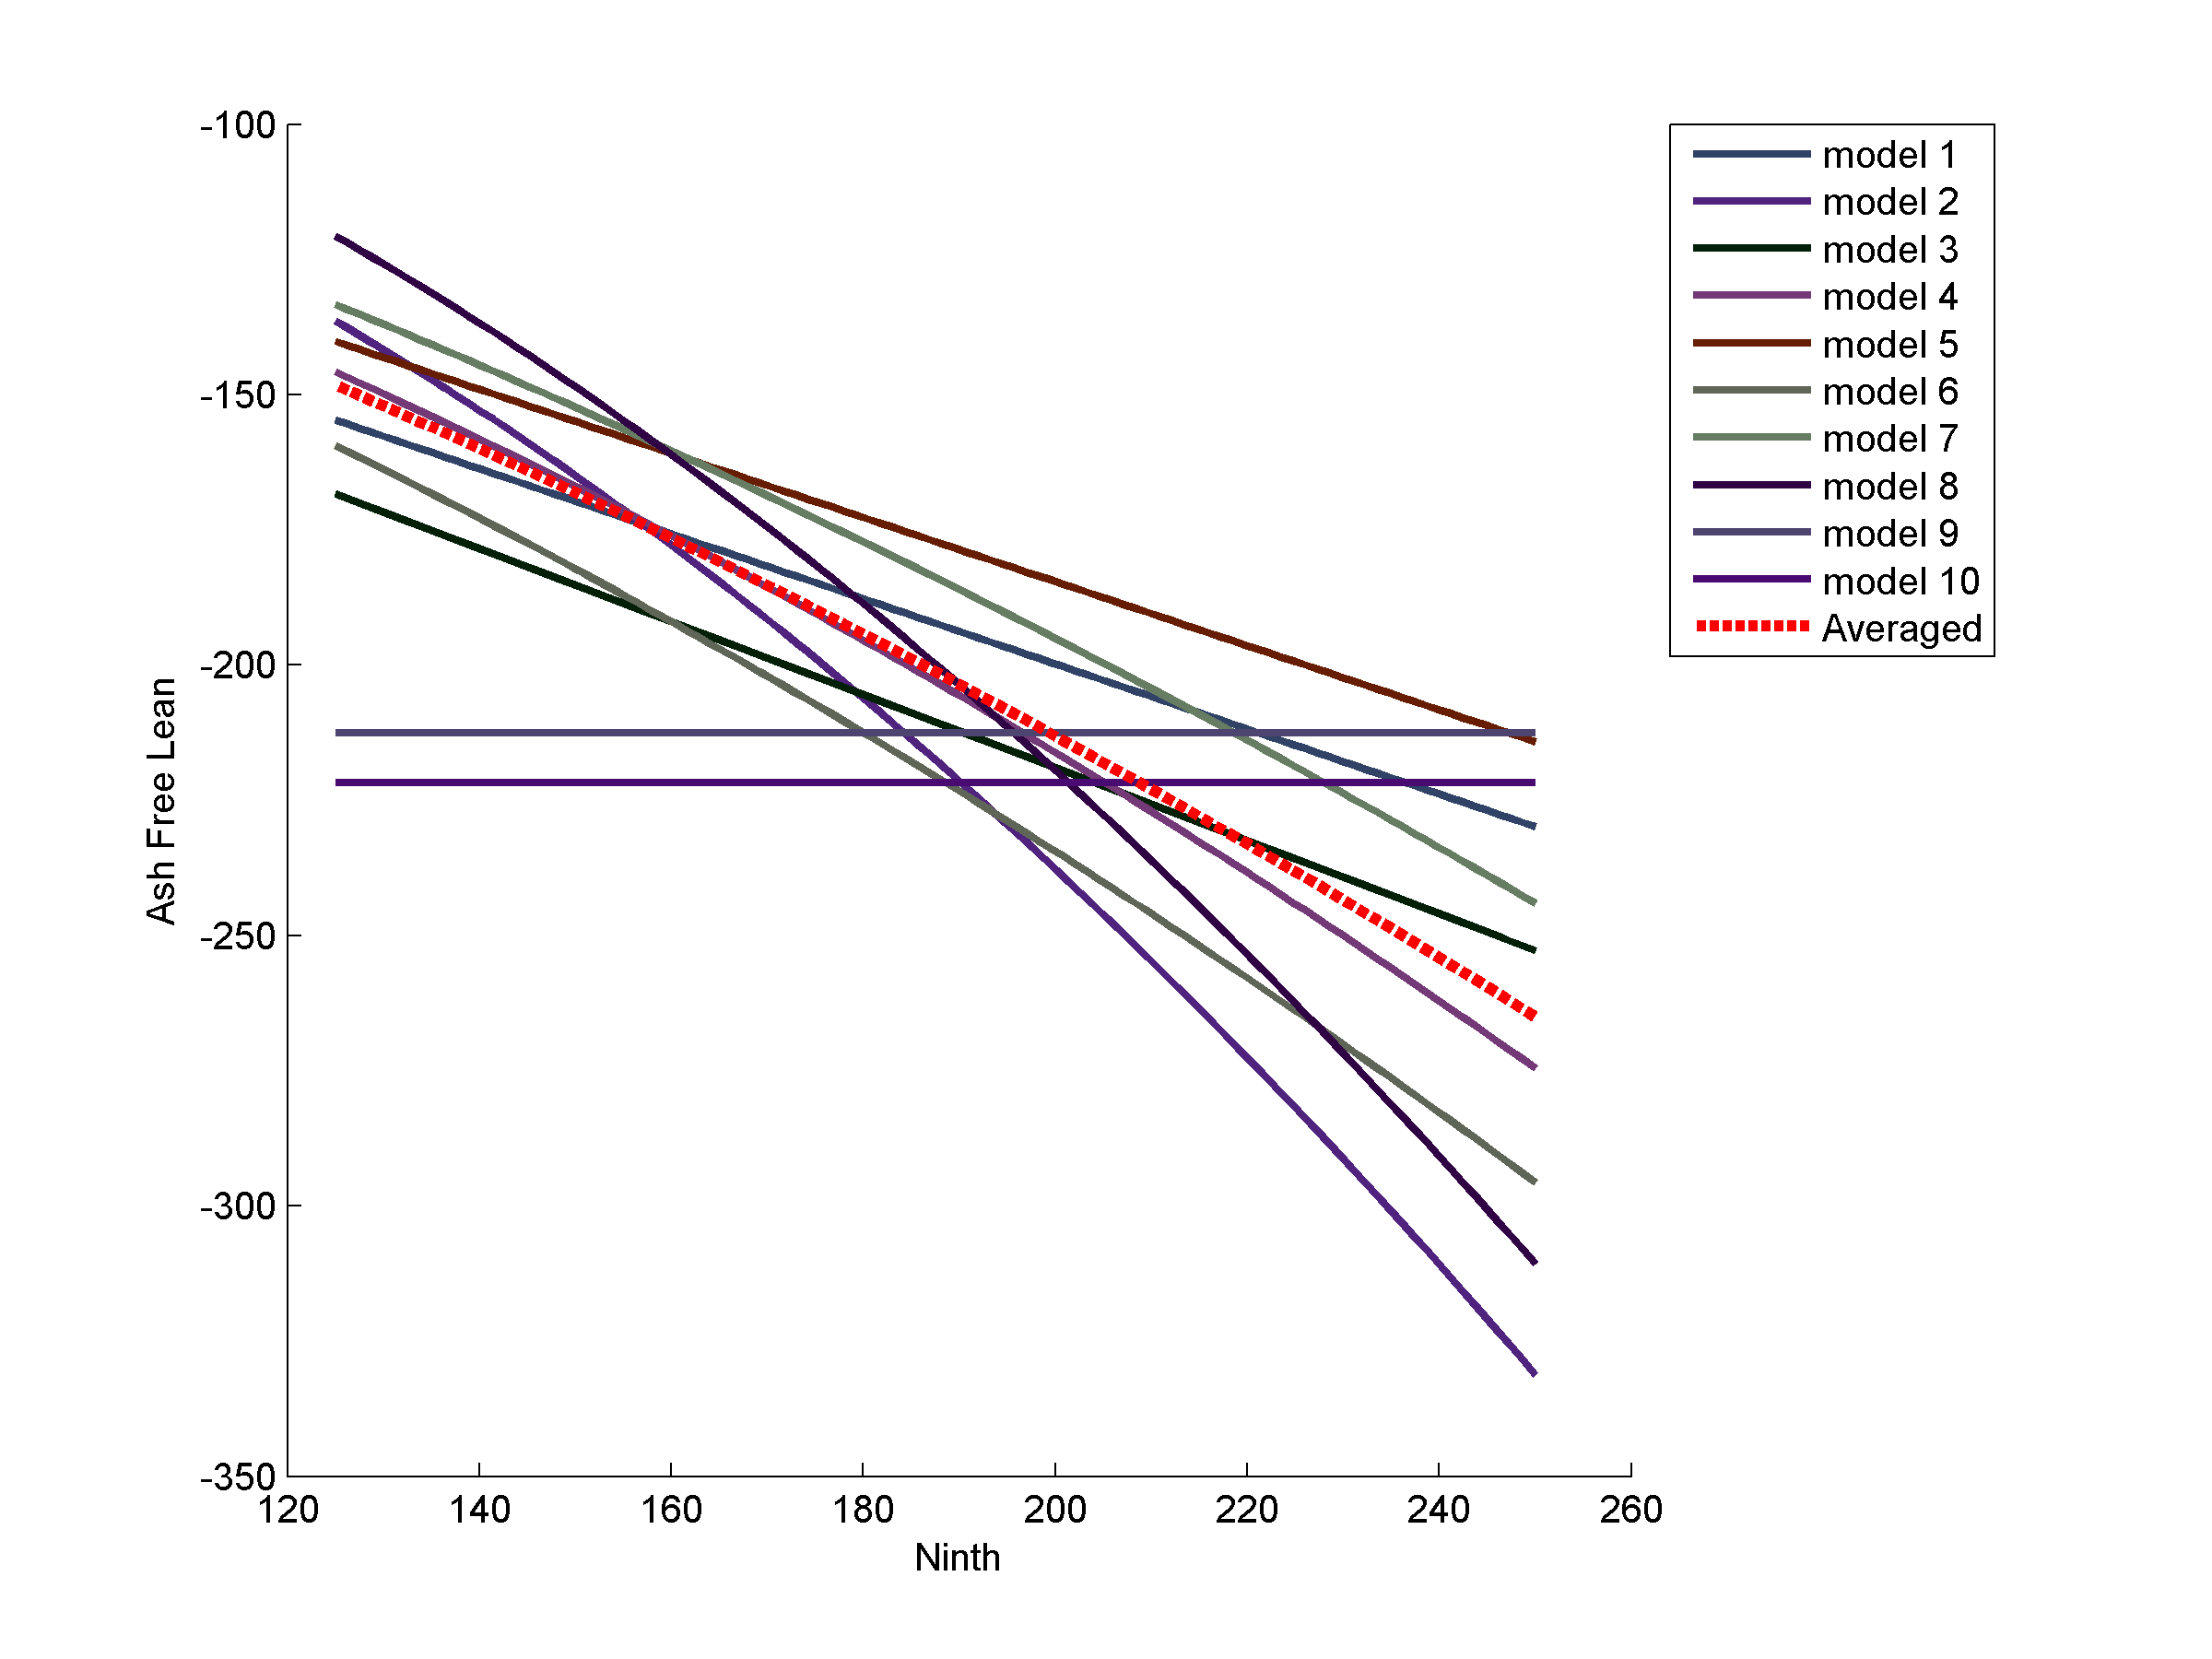 -100
-150
-200
-250
-300
-350
Ash Free Lean
120 140 160 180 200 220 240 260
Ninth
model 1
model 2
model 3
model 4
model 5
model 6
model 7
model 8
model 9
model 10
Averaged